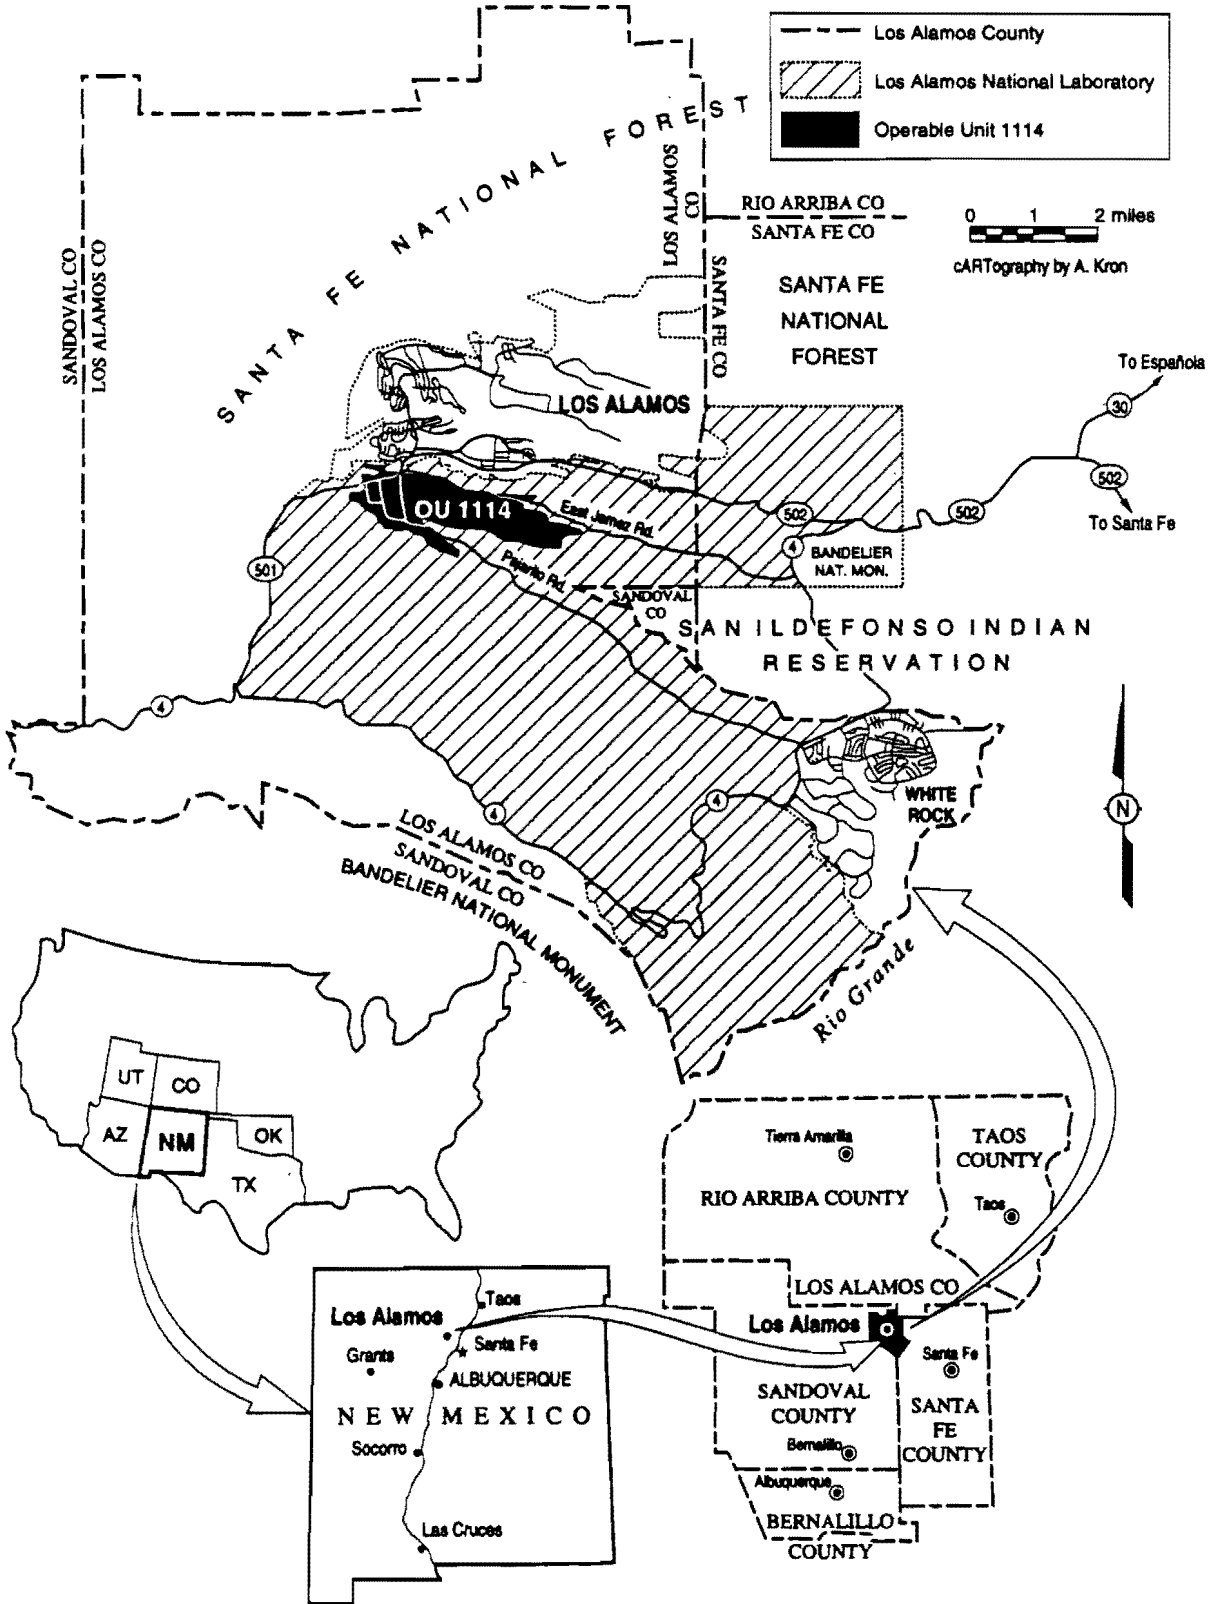 Los Alamos County
Los Alamos National Laboratory
Operable Unit 1114
SANTA FE NATIONAL FOREST
LOS ALAMOS
CO
SANTA FE CO
RIO ARRIBA CO
SANTA FE CO
0 1 2 miles
cARTography by A. Kron
SANDOVAL CO
LOS ALAMOS CO
SANTA FE
NATIONAL
FOREST
To Española
30
LOS ALAMOS
502
502
502
To Santa Fe
OU 1114
East Jemez Rd.
4
BANDELIER
NAT. MON.
501
Pajarito Rd.
SANDOVAL
CO
SAN ILDEFONSO INDIAN
RESERVATION
4
4
4
WHITE
ROCK
N
LOS ALAMOS CO
SANDOVAL CO
BANDELIER NATIONAL MONUMENT
Rio Grande
UT
CO
AZ
NM
OK
TX
Tierra Amarilla
TAOS
COUNTY
RIO ARRIBA COUNTY
Taos
LOS ALAMOS CO
Los Alamos
Santa Fe
SANDOVAL
COUNTY
SANTA
FE
COUNTY
Bernalillo
Albuquerque
BERNALILLO
COUNTY
Taos
Los Alamos
Santa Fe
Grants
ALBUQUERQUE
NEW MEXICO
Socorro
Las Cruces